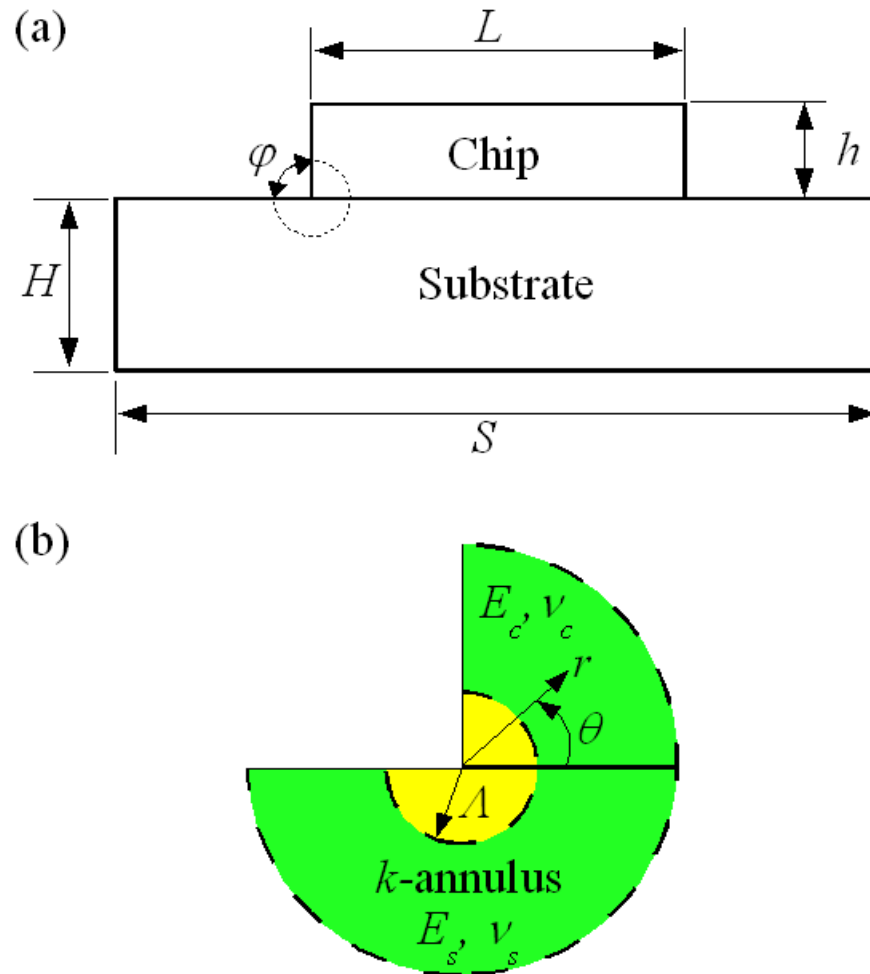 (a)
L
φ
Chip
h
H
Substrate
S
(b)
E_c, ν_c
r
θ
Λ
k-annulus
E_s, ν_s